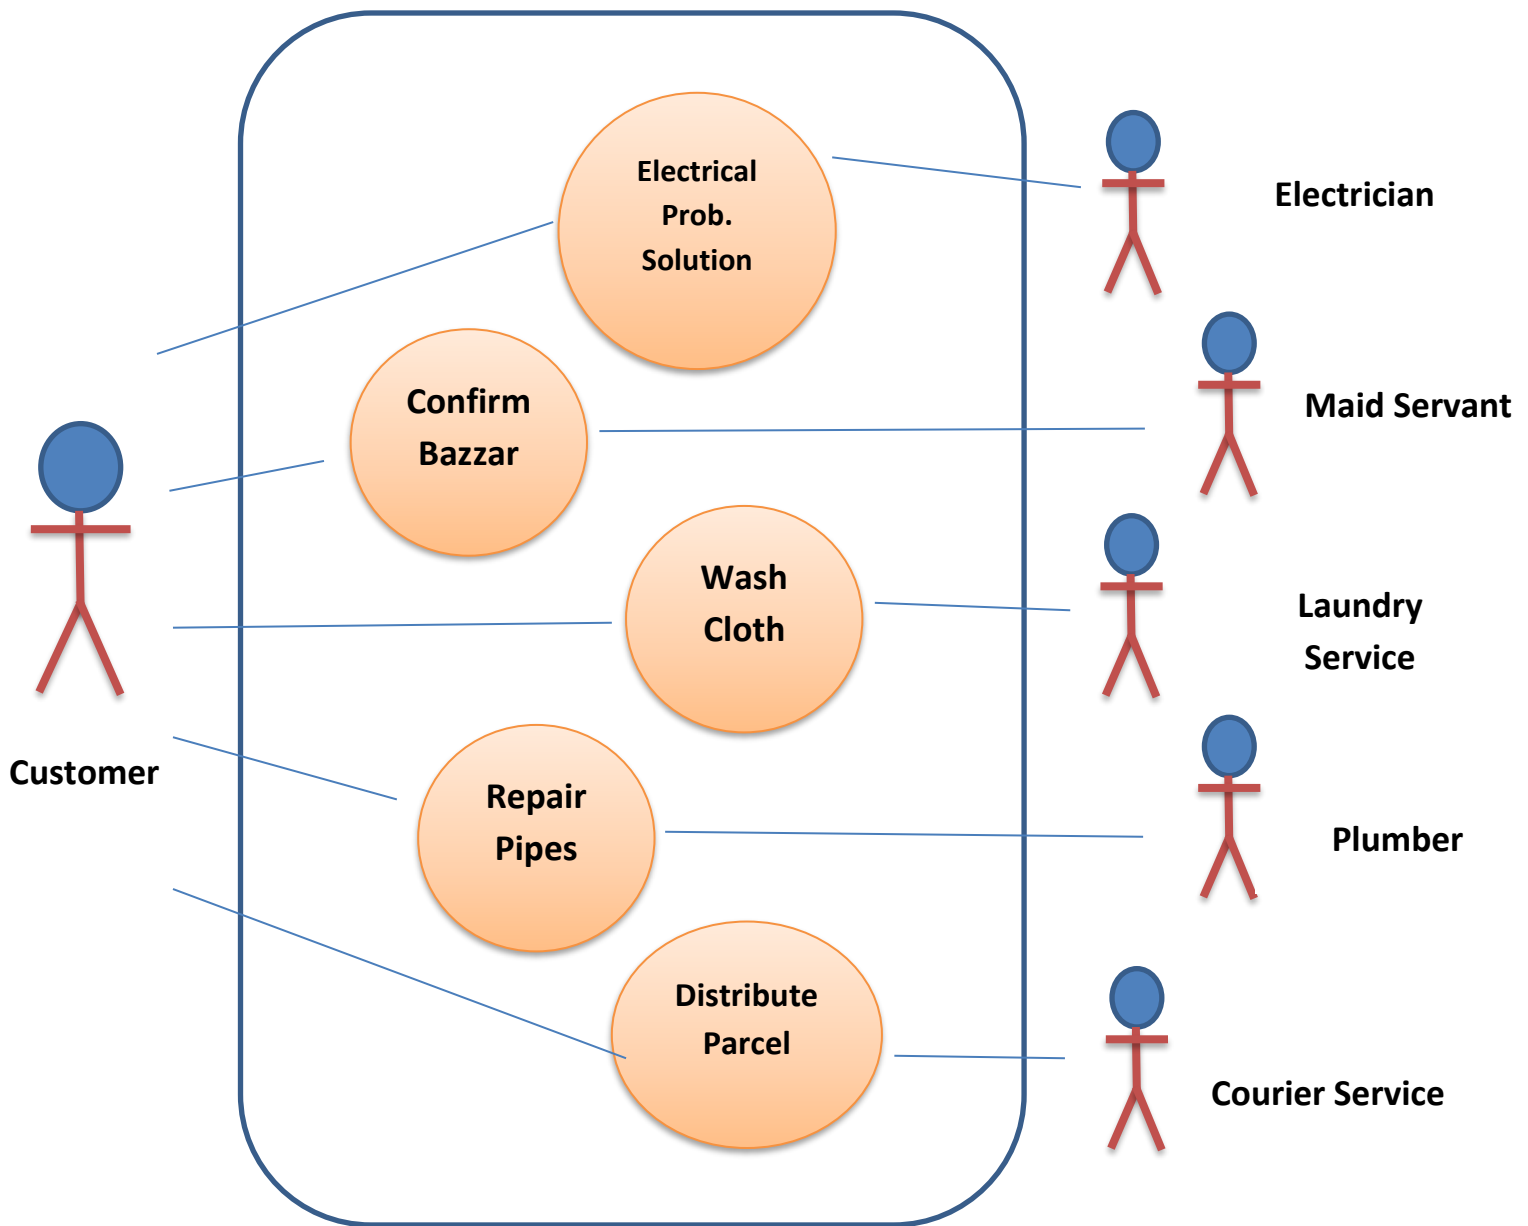 Electrical
Prob.
Solution
Electrician
Confirm
Bazzar
Maid Servant
Wash
Cloth
Laundry
Service
Customer
Repair
Pipes
Plumber
Distribute
Parcel
Courier Service